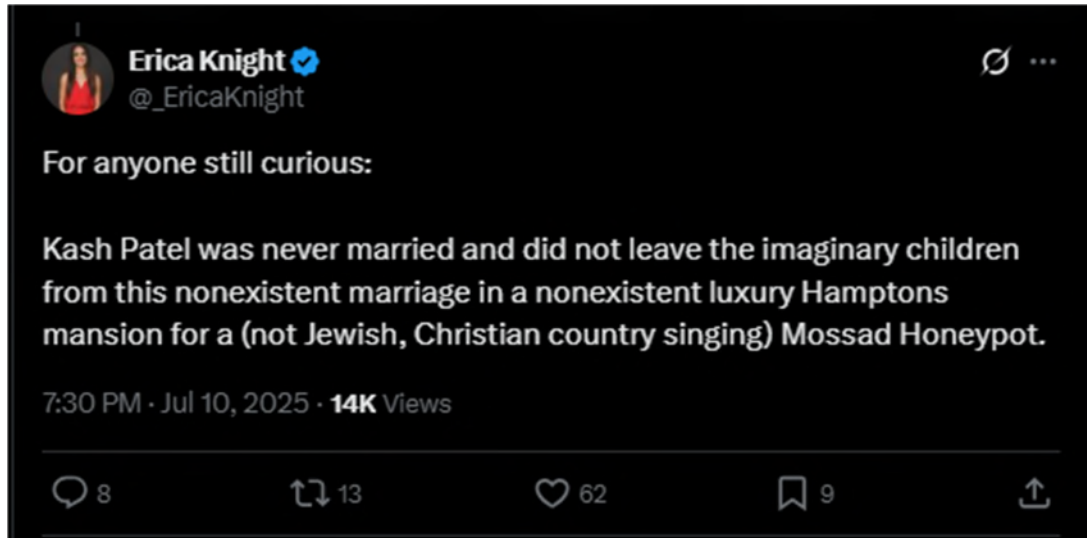 Erica Knight
@_EricaKnight
For anyone still curious:
Kash Patel was never married and did not leave the imaginary children
from this nonexistent marriage in a nonexistent luxury Hamptons
mansion for a (not Jewish, Christian country singing) Mossad Honeypot.
7:30 PM · Jul 10, 2025 · 14K Views
8 13 62 9